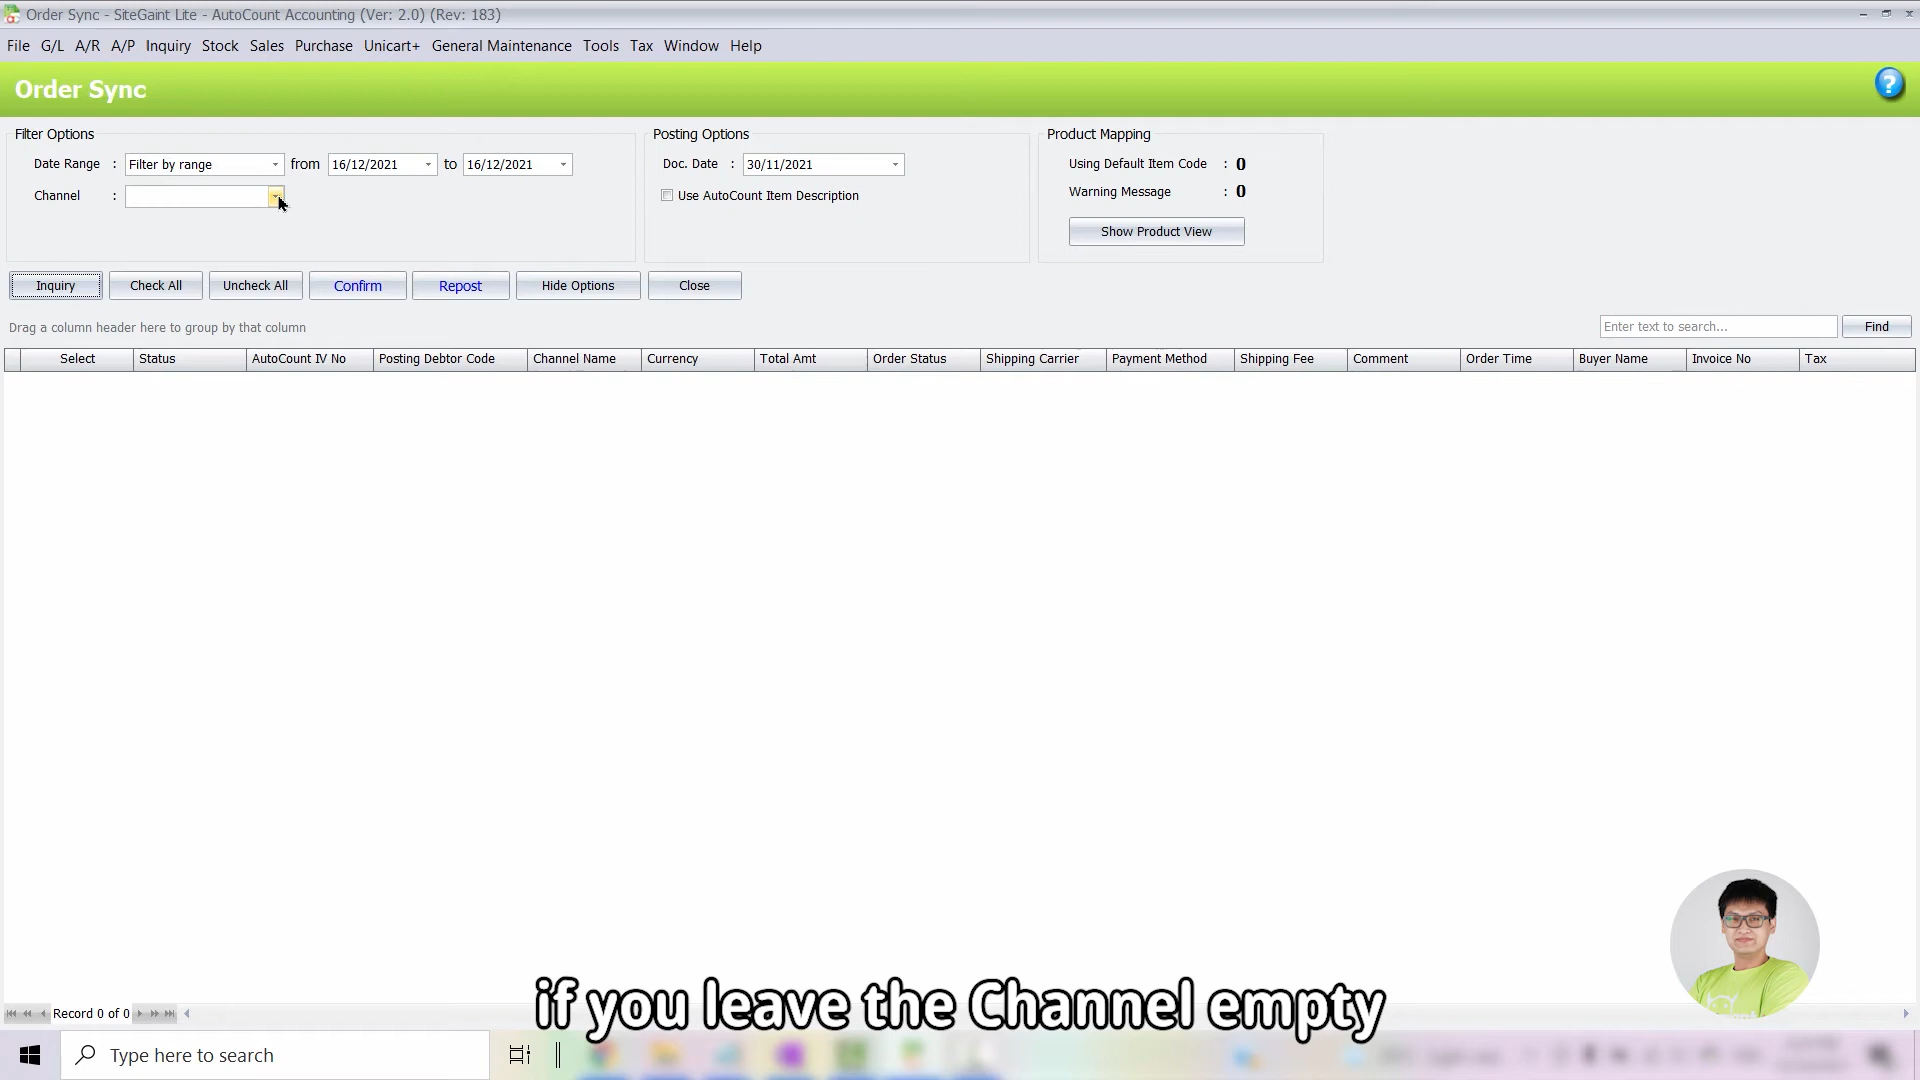 Order Sync - SiteGaint Lite - AutoCount Accounting (Ver: 2.0) (Rev: 183)
File G/L A/R A/P Inquiry Stock Sales Purchase Unicart+ General Maintenance Tools Tax Window Help
Order Sync
Filter Options
Date Range : Filter by range from 16/12/2021 to 16/12/2021
Channel :
Posting Options
Doc. Date : 30/11/2021
Use AutoCount Item Description
Product Mapping
Using Default Item Code : 0
Warning Message : 0
Show Product View
Inquiry Check All Uncheck All Confirm Repost Hide Options Close
Drag a column header here to group by that column
Enter text to search... Find
Select Status AutoCount IV No Posting Debtor Code Channel Name Currency Total Amt Order Status Shipping Carrier Payment Method Shipping Fee Comment Order Time Buyer Name Invoice No Tax
if you leave the Channel empty
Record 0 of 0
Type here to search